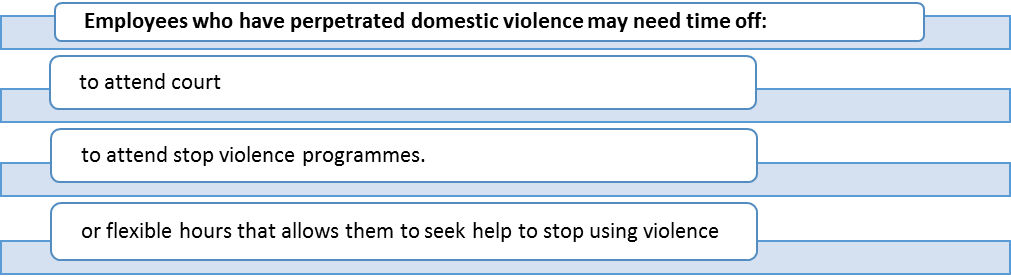 Employees who have perpetrated domestic violence may need time off:
to attend court
to attend stop violence programmes.
or flexible hours that allows them to seek help to stop using violence